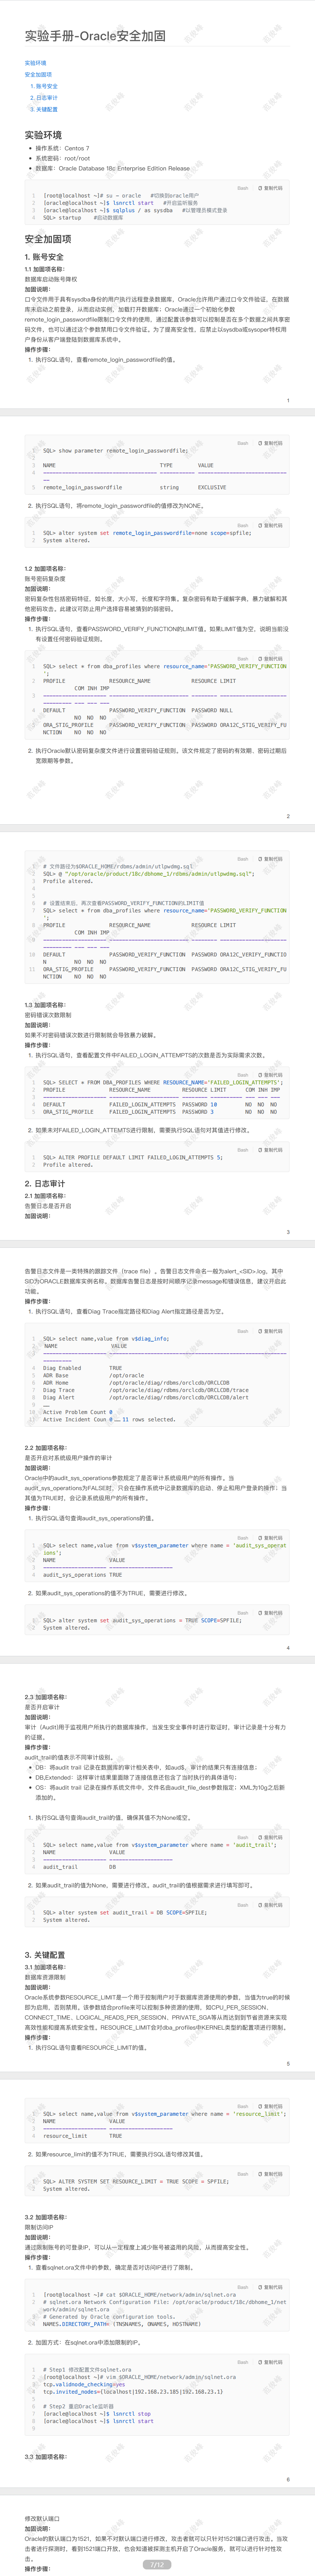 实验手册-Oracle安全加固
实验环境
安全加固项
1. 账号安全
2. 日志审计
3. 关键配置
实验环境
• 操作系统：Centos 7
• 系统密码：root/root
• 数据库：Oracle Database 18c Enterprise Edition Release
Bash 复制代码
1 [root@localhost ~]# su - oracle #切换到oracle用户
2 [oracle@localhost ~]$ lsnrctl start #开启监听服务
3 [oracle@localhost ~]$ sqlplus / as sysdba #以管理员模式登录
4 SQL> startup #启动数据库
安全加固项
1. 账号安全
1.1 加固项名称：
数据库启动账号降权
加固说明：
口令文件用于具有sysdba身份的用户执行远程登录数据库，Oracle允许用户通过口令文件验证，在数据
库未启动之前登录，从而启动实例，加载打开数据库；Oracle通过一个初始化参数
remote_login_passwordfile限制口令文件的使用，通过配置该参数可以控制是否在多个数据之间共享密
码文件，也可以通过这个参数禁用口令文件验证。为了提高安全性，应禁止以sysdba或sysoper特权用
户身份从客户端登陆到数据库系统中。
操作步骤：
1. 执行SQL语句，查看remote_login_passwordfile的值。
1
Bash 复制代码
1 SQL> show parameter remote_login_passwordfile;
2
3 NAME TYPE VALUE
4 ------------------------------------ ----------- ----------------------------
--
5 remote_login_passwordfile string EXCLUSIVE
2. 执行SQL语句，将remote_login_passwordfile的值修改为NONE。
Bash 复制代码
1 SQL> alter system set remote_login_passwordfile=none scope=spfile;
2 System altered.
1.2 加固项名称：
账号密码复杂度
加固说明：
密码复杂性包括密码特征，如长度，大小写，长度和字符集。复杂密码有助于缓解字典，暴力破解和其
他密码攻击。此建议可防止用户选择容易被猜到的弱密码。
操作步骤：
1. 执行SQL语句，查看PASSWORD_VERIFY_FUNCTION的LIMIT值。如果LIMIT值为空，说明当前没
有设置任何密码验证规则。
Bash 复制代码
1 SQL> select * from dba_profiles where resource_name='PASSWORD_VERIFY_FUNCTION
';
2 PROFILE RESOURCE_NAME RESOURCE LIMIT
COM INH IMP
3 -------------------- ------------------------- -------- ---------------------
--------- --- --- ---
4 DEFAULT PASSWORD_VERIFY_FUNCTION PASSWORD NULL
NO NO NO
5 ORA_STIG_PROFILE PASSWORD_VERIFY_FUNCTION PASSWORD ORA12C_STIG_VERIFY_FU
NCTION NO NO NO
2. 执行Oracle默认密码复杂度文件进行设置密码验证规则。该文件规定了密码的有效期、密码过期后
宽限期等参数。
2
Bash 复制代码
1 # 文件路径为$ORACLE_HOME/rdbms/admin/utlpwdmg.sql
2 SQL> @ "/opt/oracle/product/18c/dbhome_1/rdbms/admin/utlpwdmg.sql";
3 Profile altered.
4
5
6 # 设置结束后，再次查看PASSWORD_VERIFY_FUNCTION的LIMIT值
7 SQL> select * from dba_profiles where resource_name='PASSWORD_VERIFY_FUNCTION
';
8 PROFILE RESOURCE_NAME RESOURCE LIMIT
COM INH IMP
9 -------------------- ------------------------- -------- ---------------------
--------- --- --- ---
10 DEFAULT PASSWORD_VERIFY_FUNCTION PASSWORD ORA12C_VERIFY_FUNCTIO
N NO NO NO
11 ORA_STIG_PROFILE PASSWORD_VERIFY_FUNCTION PASSWORD ORA12C_STIG_VERIFY_FU
NCTION NO NO NO
1.3 加固项名称：
密码错误次数限制
加固说明：
如果不对密码错误次数进行限制就会导致暴力破解。
操作步骤：
1. 执行SQL语句，查看配置文件中FAILED_LOGIN_ATTEMPTS的次数是否为实际需求次数。
Bash 复制代码
1 SQL> SELECT * FROM DBA_PROFILES WHERE RESOURCE_NAME='FAILED_LOGIN_ATTEMPTS';
2 PROFILE RESOURCE_NAME RESOURCE LIMIT COM INH IMP
3 -------------------- ---------------------- -------- ---------- --- --- ---
4 DEFAULT FAILED_LOGIN_ATTEMPTS PASSWORD 10 NO NO NO
5 ORA_STIG_PROFILE FAILED_LOGIN_ATTEMPTS PASSWORD 3 NO NO NO
2. 如果未对FAILED_LOGIN_ATTEMTS进行限制，需要执行SQL语句对其值进行修改。
Bash 复制代码
1 SQL> ALTER PROFILE DEFAULT LIMIT FAILED_LOGIN_ATTEMPTS 5;
2 Profile altered.
2. 日志审计
2.1 加固项名称：
告警日志是否开启
加固说明：
3
告警日志文件是一类特殊的跟踪文件（trace file）。告警日志文件命名一般为alert_<SID>.log，其中
SID为ORACLE数据库实例名称。数据库告警日志是按时间顺序记录message和错误信息，建议开启此
功能。
操作步骤：
1. 执行SQL语句，查看Diag Trace指定路径和Diag Alert指定路径是否为空。
Bash 复制代码
1 SQL> select name,value from v$diag_info;
2 NAME VALUE
3 -------------------- --------------------------------------------------------
---------
4 Diag Enabled TRUE
5 ADR Base /opt/oracle
6 ADR Home /opt/oracle/diag/rdbms/orclcdb/ORCLCDB
7 Diag Trace /opt/oracle/diag/rdbms/orclcdb/ORCLCDB/trace
8 Diag Alert /opt/oracle/diag/rdbms/orclcdb/ORCLCDB/alert
9 ……
10 Active Problem Count 0
11 Active Incident Coun 0 …… 11 rows selected.
2.2 加固项名称：
是否开启对系统级用户操作的审计
加固说明：
Oracle中的audit_sys_operations参数规定了是否审计系统级用户的所有操作。当
audit_sys_operations为FALSE时，只会在操作系统中记录数据库的启动、停止和用户登录的操作；当
其值为TRUE时，会记录系统级用户的所有操作。
操作步骤：
1. 执行SQL语句查询audit_sys_operations的值。
Bash 复制代码
1 SQL> select name,value from v$system_parameter where name = 'audit_sys_operat
ions';
2 NAME VALUE
3 -------------------- --------------------
4 audit_sys_operations TRUE
2. 如果audit_sys_operations的值不为TRUE，需要进行修改。
Bash 复制代码
1 SQL> alter system set audit_sys_operations = TRUE SCOPE=SPFILE;
2 System altered.
4
2.3 加固项名称：
是否开启审计
加固说明：
审计（Audit)用于监视用户所执行的数据库操作，当发生安全事件时进行取证时，审计记录是十分有力
的证据。
操作步骤：
audit_trail的值表示不同审计级别。
• DB：将audit trail 记录在数据库的审计相关表中，如aud$，审计的结果只有连接信息；
• DB,Extended：这样审计结果里面除了连接信息还包含了当时执行的具体语句；
• OS：将audit trail 记录在操作系统文件中，文件名由audit_file_dest参数指定；XML为10g之后新
添加的。
1. 执行SQL语句查询audit_trail的值，确保其值不为None或空。
Bash 复制代码
1 SQL> select name,value from v$system_parameter where name = 'audit_trail';
2 NAME VALUE
3 -------------------- --------------------
4 audit_trail DB
2. 如果audit_trail的值为None，需要进行修改。audit_trail的值根据需求进行填写即可。
Bash 复制代码
1 SQL> alter system set audit_trail = DB SCOPE=SPFILE;
2 System altered.
3. 关键配置
3.1 加固项名称：
数据库资源限制
加固说明：
Oracle系统参数RESOURCE_LIMIT是一个用于控制用户对于数据库资源使用的参数，当值为true的时候
即为启用，否则禁用。该参数结合profile来可以控制多种资源的使用，如CPU_PER_SESSION、
CONNECT_TIME、LOGICAL_READS_PER_SESSION、PRIVATE_SGA等从而达到到节省资源来实现
高效性能和提高系统安全性。RESOURCE_LIMIT会对dba_profiles中KERNEL类型的配置项进行限制。
操作步骤：
1. 执行SQL语句查看RESOURCE_LIMIT的值。
5
Bash 复制代码
1 SQL> select name,value from v$system_parameter where name = 'resource_limit';
2 NAME VALUE
3 -------------------- --------------------
4 resource_limit TRUE
2. 如果resource_limit的值不为TRUE，需要执行SQL语句修改其值。
Bash 复制代码
1 SQL> ALTER SYSTEM SET RESOURCE_LIMIT = TRUE SCOPE = SPFILE;
2 System altered.
3.2 加固项名称：
限制访问IP
加固说明：
通过限制账号的可登录IP，可以从一定程度上减少账号被盗用的风险，从而提高安全性。
1. 查看sqlnet.ora文件中的参数，确定是否对访问IP进行了限制。
Bash 复制代码
1 [root@localhost ~]# cat $ORACLE_HOME/network/admin/sqlnet.ora
2 # sqlnet.ora Network Configuration File: /opt/oracle/product/18c/dbhome_1/net
work/admin/sqlnet.ora
3 # Generated by Oracle configuration tools.
4 NAMES.DIRECTORY_PATH= (TNSNAMES, ONAMES, HOSTNAME)
2. 加固方式：在sqlnet.ora中添加限制的IP。
Bash 复制代码
1 # Step1 修改配置文件sqlnet.ora
2 [root@localhost ~]# vim $ORACLE_HOME/network/admin/sqlnet.ora
3 tcp.validnode_checking=yes
4 tcp.invited_nodes=(localhost|192.168.23.185|192.168.23.1)
5
6 # Step2 重启Oracle监听器
7 [oracle@localhost ~]$ lsnrctl stop
8 [oracle@localhost ~]$ lsnrctl start
3.3 加固项名称：
6
修改默认端口
加固说明：
Oracle的默认端口为1521，如果不对默认端口进行修改，攻击者就可以只针对1521端口进行攻击。当攻
击者进行探测时，看到1521端口开放，也会知道被探测主机开启了Oracle服务，就可以进行针对性攻
击。
操作步骤：
7/12